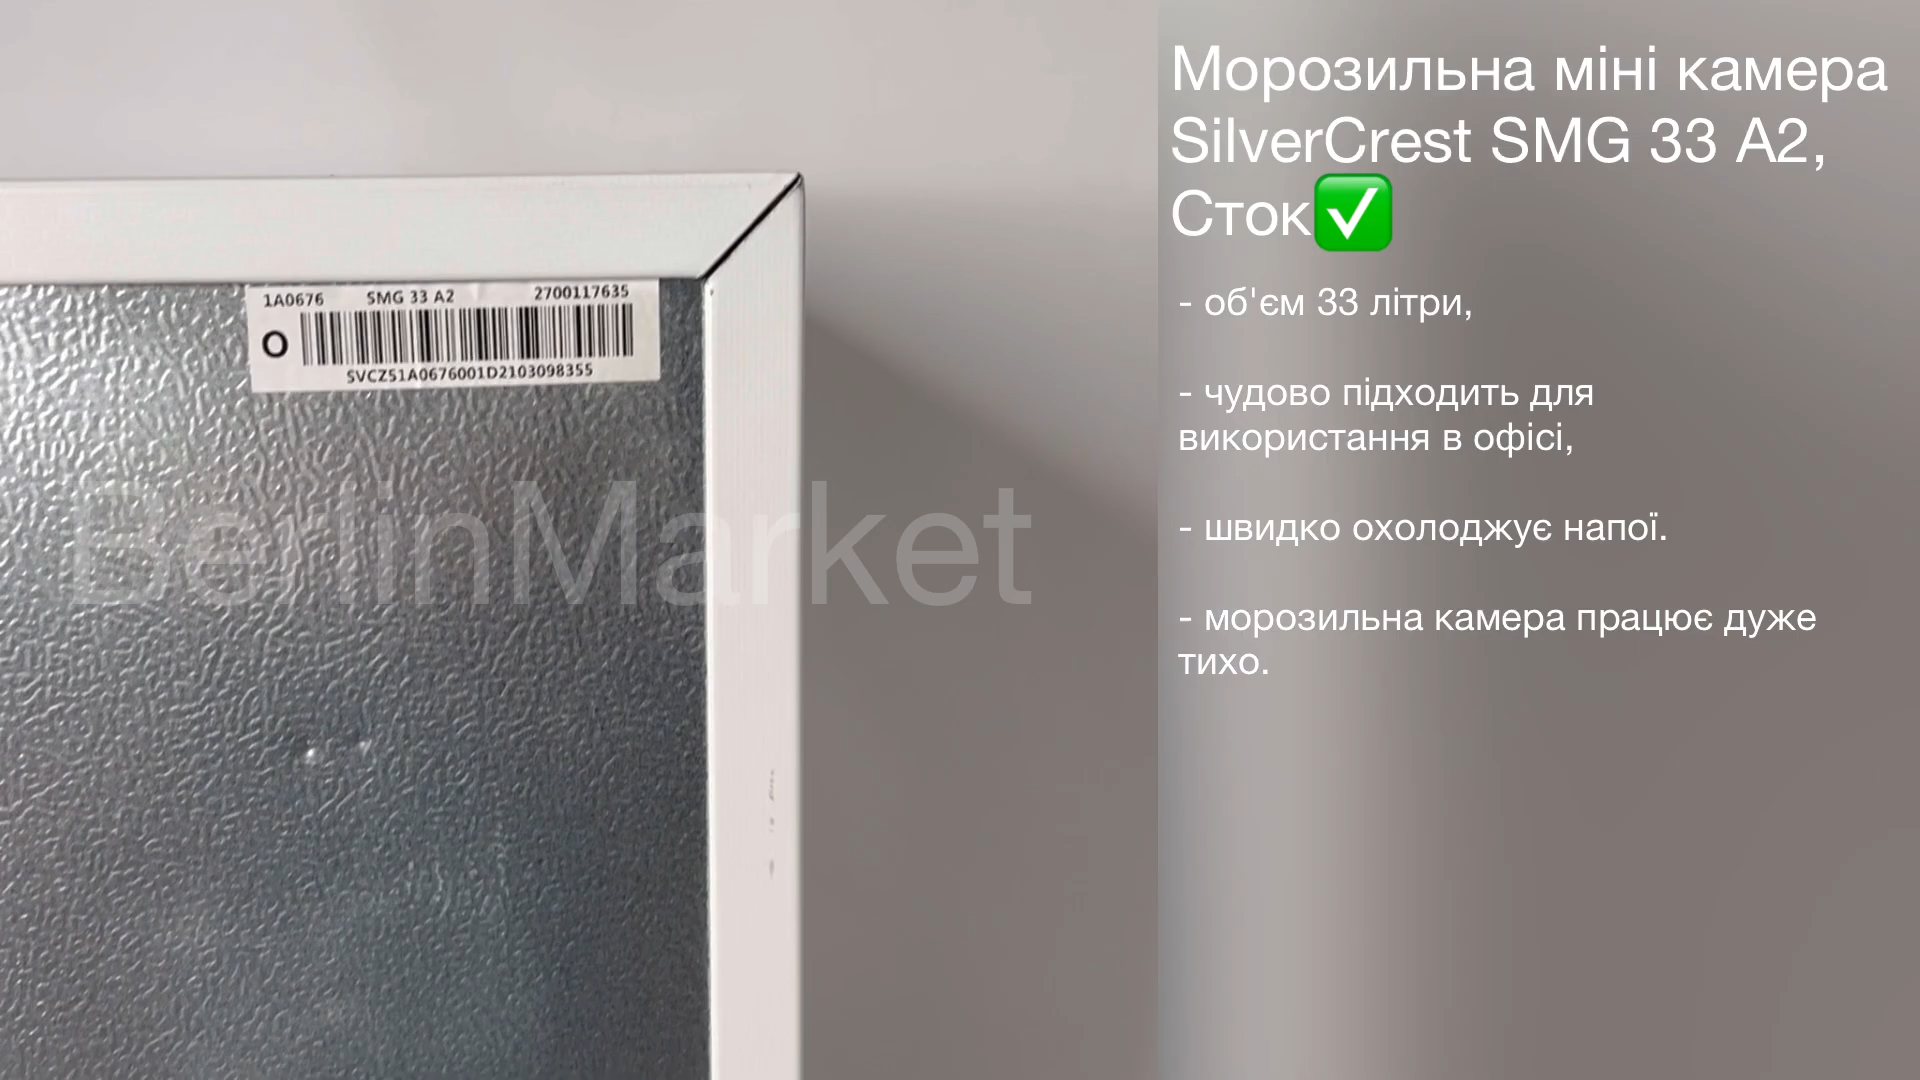 Морозильна міні камера
SilverCrest SMG 33 A2,
Сток✅
- об'єм 33 літри,
- чудово підходить для
використання в офісі,
- швидко охолоджує напої.
- морозильна камера працює дуже
тихо.
1A0676 SMG 33 A2 2700117635
O
SVCZ51A0676001D2103098355
BerlinMarket